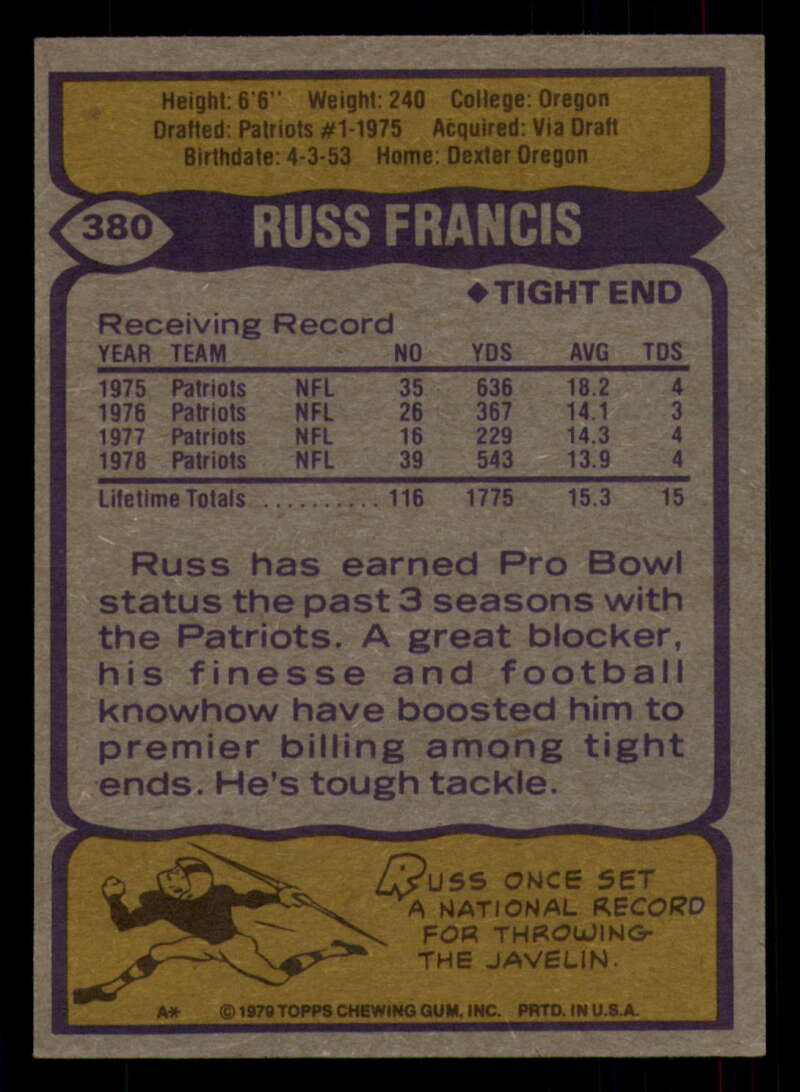 Height: 6'6" Weight: 240 College: Oregon
Drafted: Patriots #1-1975 Acquired: Via Draft
Birthdate: 4-3-53 Home: Dexter Oregon
380 RUSS FRANCIS
◆TIGHT END
Receiving Record
YEAR TEAM NO YDS AVG TDS
1975 Patriots NFL 35 636 18.2 4
1976 Patriots NFL 26 367 14.1 3
1977 Patriots NFL 16 229 14.3 4
1978 Patriots NFL 39 543 13.9 4
Lifetime Totals .......... 116 1775 15.3 15
Russ has earned Pro Bowl
status the past 3 seasons with
the Patriots. A great blocker,
his finesse and football
knowhow have boosted him to
premier billing among tight
ends. He's tough tackle.
RUSS ONCE SET
A NATIONAL RECORD
FOR THROWING
THE JAVELIN.
A* ©1979 TOPPS CHEWING GUM, INC. PRTD. IN U.S.A.